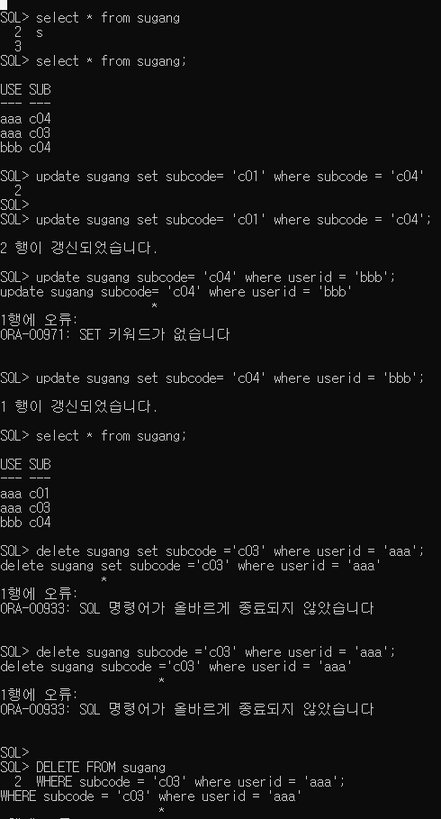 SQL> select * from sugang
2 s
3
SQL> select * from sugang;
USE SUB
--- ---
aaa c04
aaa c03
bbb c04
SQL> update sugang set subcode= 'c01' where subcode = 'c04'
2
SQL>
SQL> update sugang set subcode= 'c01' where subcode = 'c04';
2 행이 갱신되었습니다.
SQL> update sugang subcode= 'c04' where userid = 'bbb';
update sugang subcode= 'c04' where userid = 'bbb'
*
1행에 오류:
ORA-00971: SET 키워드가 없습니다
SQL> update sugang set subcode= 'c04' where userid = 'bbb';
1 행이 갱신되었습니다.
SQL> select * from sugang;
USE SUB
--- ---
aaa c01
aaa c03
bbb c04
SQL> delete sugang set subcode ='c03' where userid = 'aaa';
delete sugang set subcode ='c03' where userid = 'aaa'
*
1행에 오류:
ORA-00933: SQL 명령어가 올바르게 종료되지 않았습니다
SQL> delete sugang subcode ='c03' where userid = 'aaa';
delete sugang subcode ='c03' where userid = 'aaa'
*
1행에 오류:
ORA-00933: SQL 명령어가 올바르게 종료되지 않았습니다
SQL>
SQL> DELETE FROM sugang
2 WHERE subcode = 'c03' where userid = 'aaa';
WHERE subcode = 'c03' where userid = 'aaa'
*